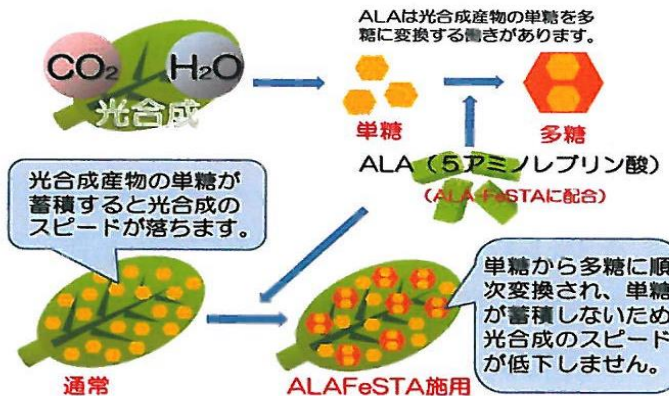 ALAは光合成産物の単糖を多
糖に変換する働きがあります。
CO2
H2O
光合成
単糖
多糖
ALA（5アミノレブリン酸）
（ALA-FeSTAに配合）
光合成産物の単糖が
蓄積すると光合成の
スピードが落ちます。
単糖から多糖に順
次変換され、単糖
が蓄積しないため
光合成のスピード
が低下しません。
通常
ALAFeSTA施用